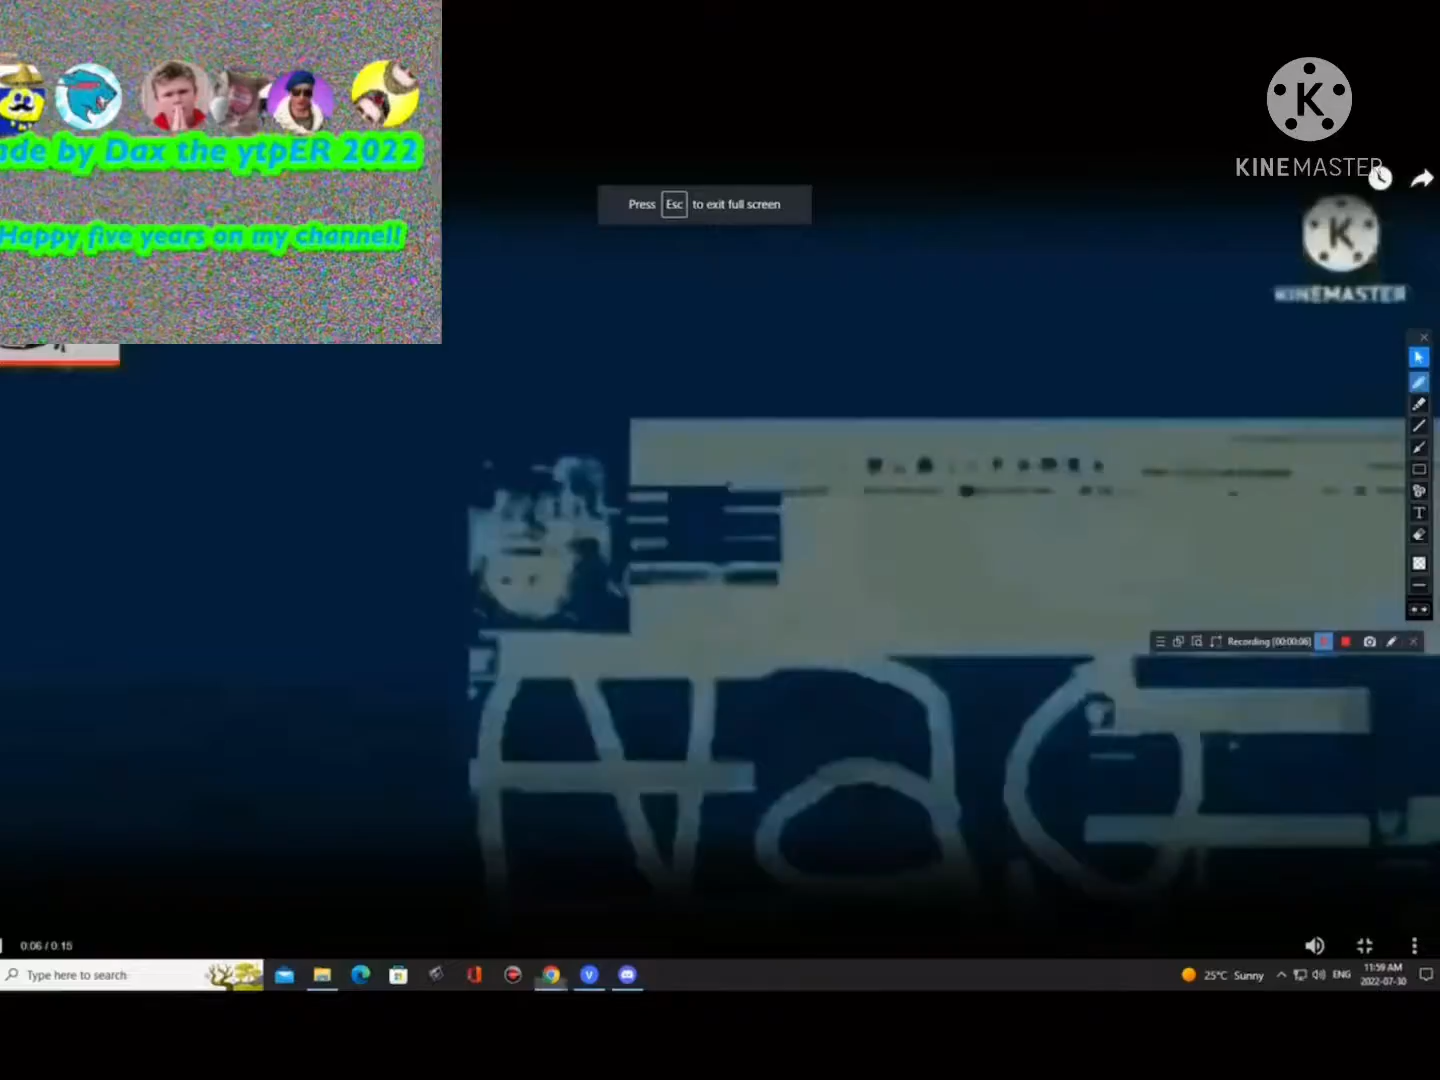 ade by Dax the ytpER 2022
Happy five years on my channel!
KINEMASTER
K
Press Esc to exit full screen
K
KINEMASTER
T
Recording [00:00:06]
0:06 / 0:15
Type here to search
25°C Sunny
ENG
11:59 AM
2022-07-30